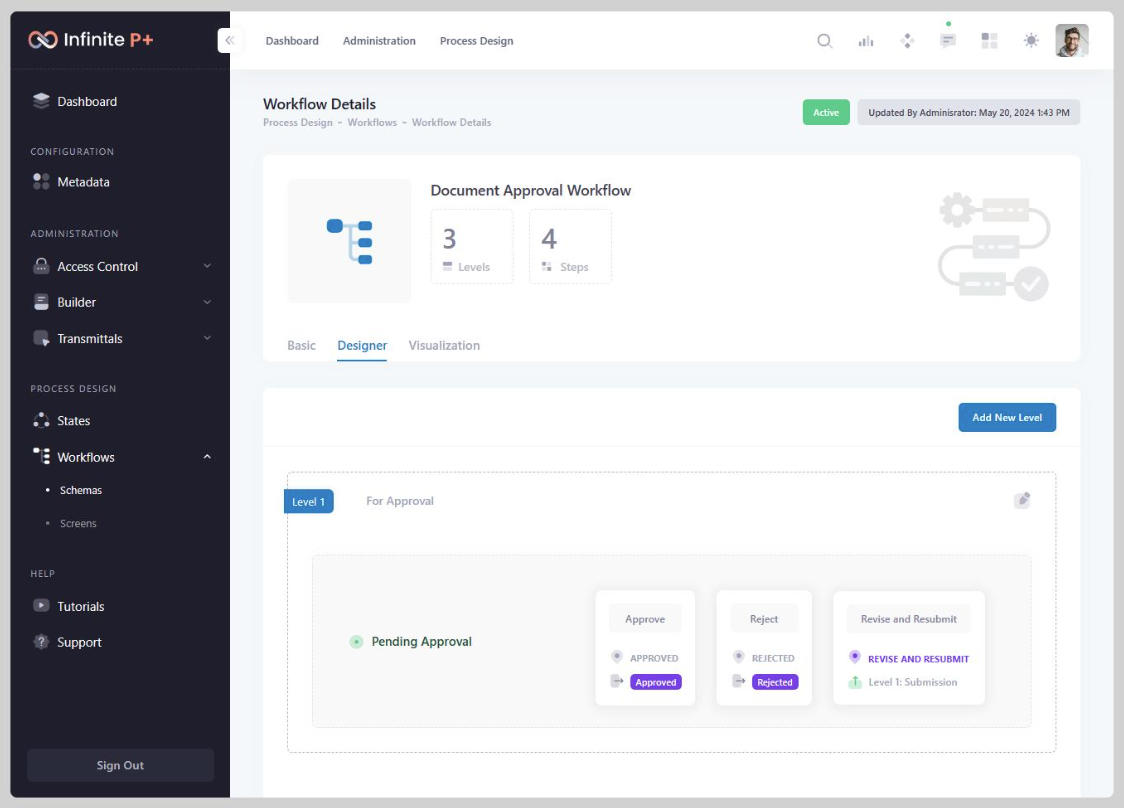 Infinite P+
Dashboard
CONFIGURATION
Metadata
ADMINISTRATION
Access Control
Builder
Transmittals
PROCESS DESIGN
States
Workflows
Schemas
Screens
HELP
Tutorials
Support
Sign Out
Dashboard Administration Process Design
Workflow Details
Process Design - Workflows - Workflow Details
Active Updated By Adminisrator: May 20, 2024 1:43 PM
Document Approval Workflow
3 4
Levels Steps
Basic Designer Visualization
Add New Level
Level 1 For Approval
Pending Approval
Approve
APPROVED
Approved
Reject
REJECTED
Rejected
Revise and Resubmit
REVISE AND RESUBMIT
Level 1: Submission